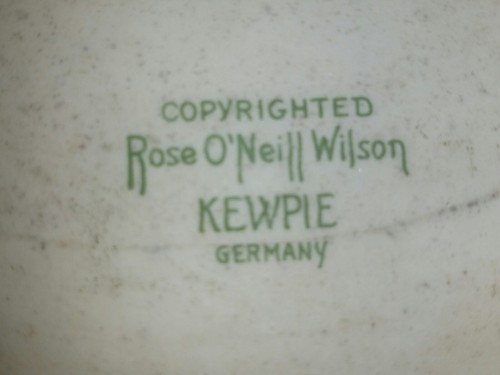 COPYRIGHTED
Rose O'Neill Wilson
KEWPIE
GERMANY